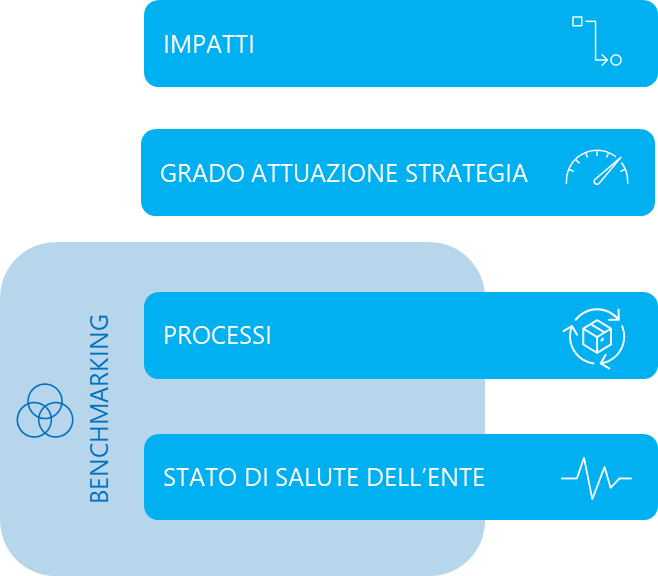 IMPATTI
GRADO ATTUAZIONE STRATEGIA
BENCHMARKING
PROCESSI
STATO DI SALUTE DELL’ENTE